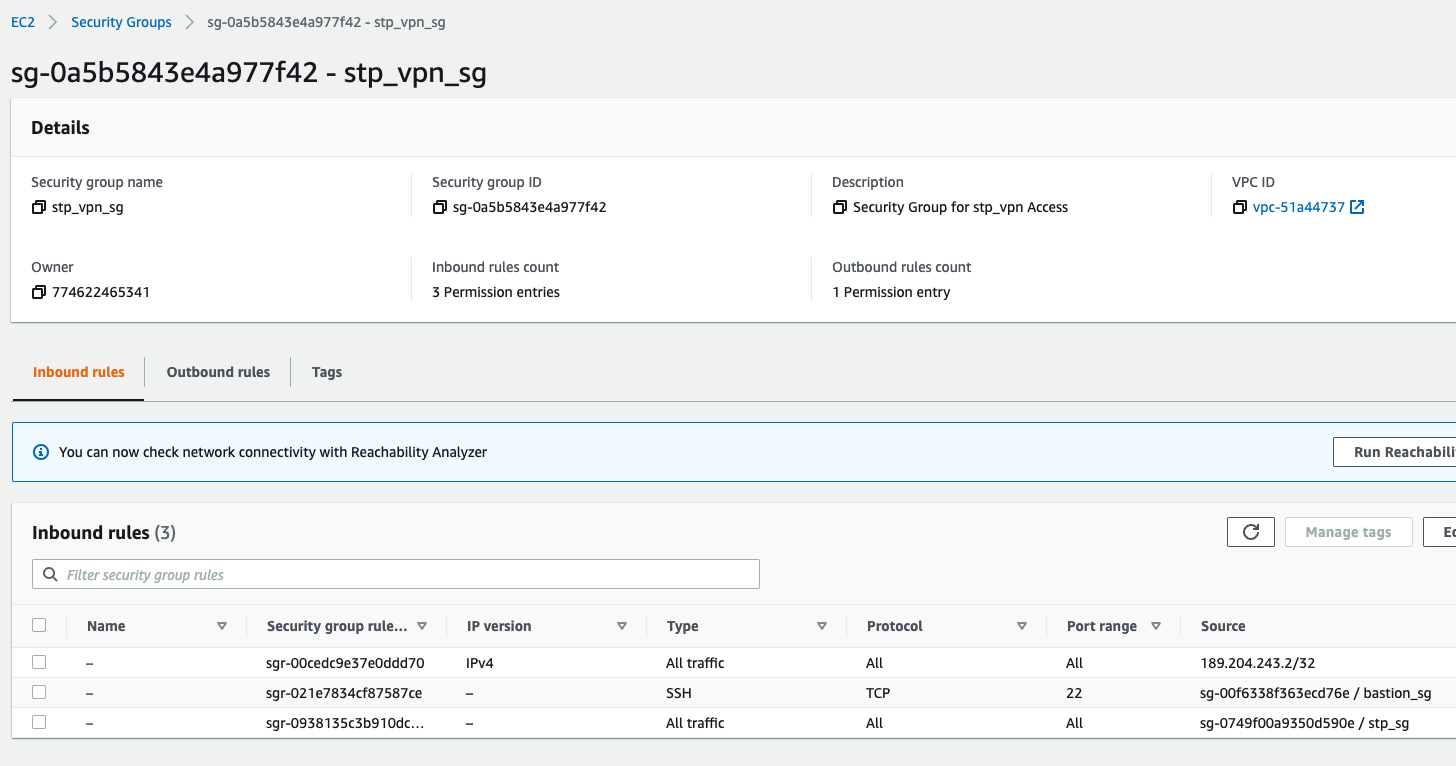 EC2 > Security Groups > sg-0a5b5843e4a977f42 - stp_vpn_sg
sg-0a5b5843e4a977f42 - stp_vpn_sg
Details
Security group name Security group ID Description VPC ID
stp_vpn_sg sg-0a5b5843e4a977f42 Security Group for stp_vpn Access vpc-51a44737
Owner Inbound rules count Outbound rules count
774622465341 3 Permission entries 1 Permission entry
Inbound rules Outbound rules Tags
You can now check network connectivity with Reachability Analyzer Run Reachabili
Inbound rules (3) Manage tags Ed
Filter security group rules
Name Security group rule... IP version Type Protocol Port range Source
– sgr-00cedc9e37e0ddd70 IPv4 All traffic All All 189.204.243.2/32
– sgr-021e7834cf87587ce – SSH TCP 22 sg-00f6338f363ecd76e / bastion_sg
– sgr-0938135c3b910dc... – All traffic All All sg-0749f00a9350d590e / stp_sg